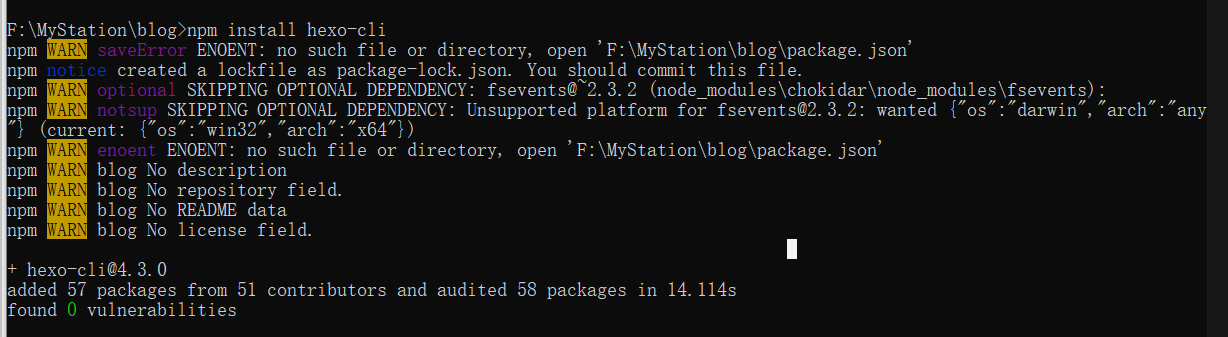 F:\MyStation\blog>npm install hexo-cli
npm WARN saveError ENOENT: no such file or directory, open 'F:\MyStation\blog\package.json'
npm notice created a lockfile as package-lock.json. You should commit this file.
npm WARN optional SKIPPING OPTIONAL DEPENDENCY: fsevents@~2.3.2 (node_modules\chokidar\node_modules\fsevents):
npm WARN notsup SKIPPING OPTIONAL DEPENDENCY: Unsupported platform for fsevents@2.3.2: wanted {"os":"darwin","arch":"any
"} (current: {"os":"win32","arch":"x64"})
npm WARN enoent ENOENT: no such file or directory, open 'F:\MyStation\blog\package.json'
npm WARN blog No description
npm WARN blog No repository field.
npm WARN blog No README data
npm WARN blog No license field.
+ hexo-cli@4.3.0
added 57 packages from 51 contributors and audited 58 packages in 14.114s
found 0 vulnerabilities